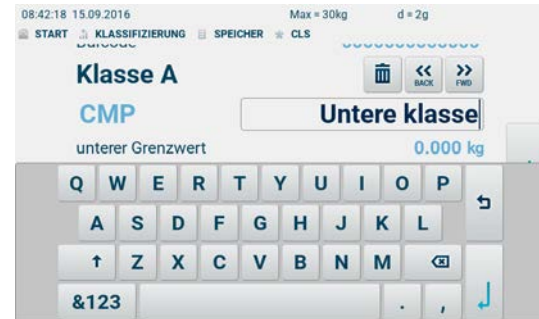 08:42:18 15.09.2016 Max = 30kg d = 2g
START KLASSIFIZIERUNG SPEICHER CLS
Klasse A BACK FWD
CMP Untere klasse
unterer Grenzwert 0.000 kg
Q W E R T Y U I O P
A S D F G H J K L
Z X C V B N M
&123 . ,